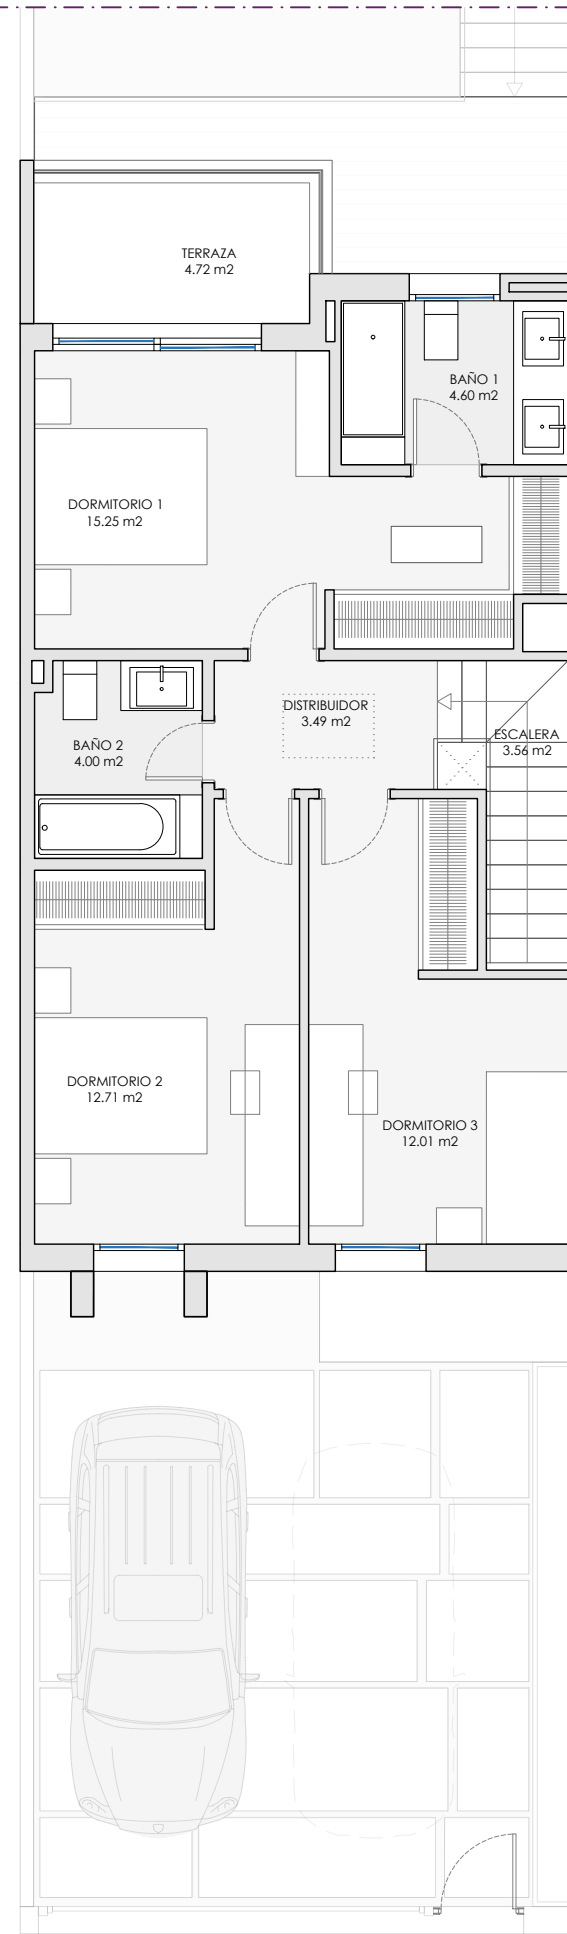 TERRAZA
4.72 m2
BAÑO 1
4.60 m2
DORMITORIO 1
15.25 m2
DISTRIBUIDOR
3.49 m2
ESCALERA
3.56 m2
BAÑO 2
4.00 m2
DORMITORIO 2
12.71 m2
DORMITORIO 3
12.01 m2